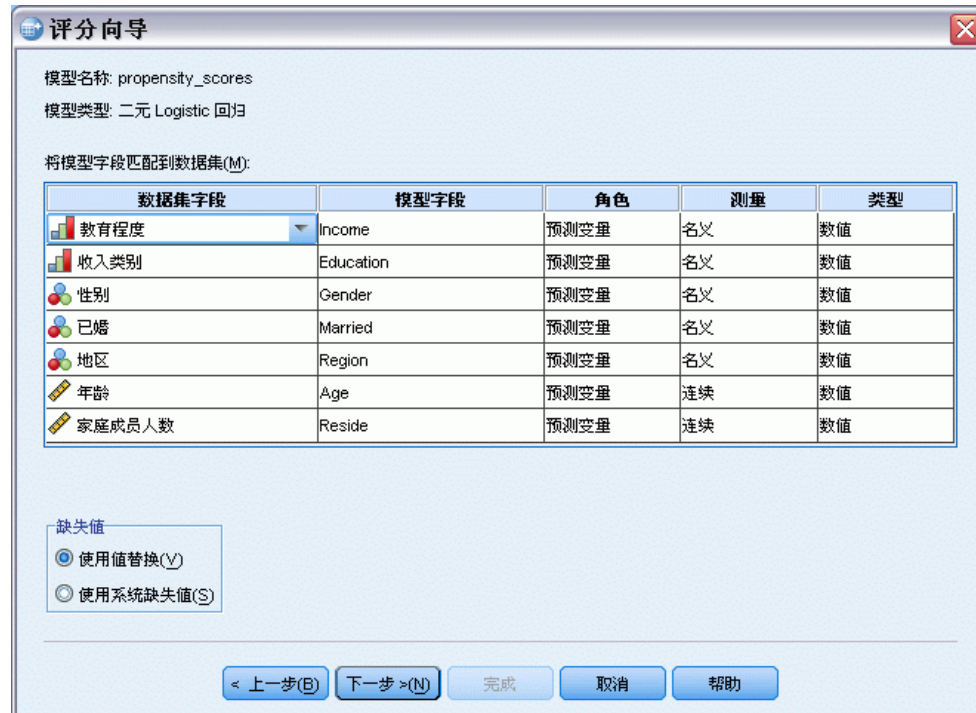 评分向导
模型名称: propensity_scores
模型类型: 二元 Logistic 回归
将模型字段匹配到数据集(M):
数据集字段 模型字段 角色 测量 类型
教育程度 Income 预测变量 名义 数值
收入类别 Education 预测变量 名义 数值
性别 Gender 预测变量 名义 数值
已婚 Married 预测变量 名义 数值
地区 Region 预测变量 名义 数值
年龄 Age 预测变量 连续 数值
家庭成员人数 Reside 预测变量 连续 数值
缺失值
使用值替换(V)
使用系统缺失值(S)
< 上一步(B) 下一步 >(N) 完成 取消 帮助